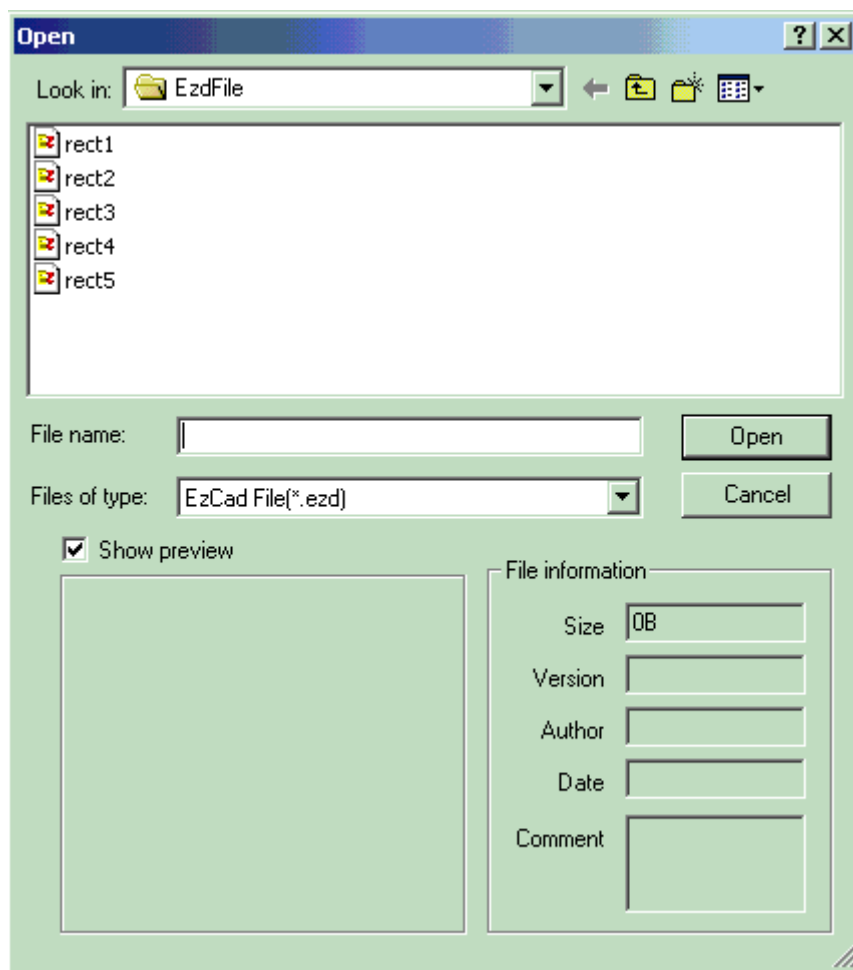 Open
Look in: EzdFile
rect1
rect2
rect3
rect4
rect5
File name: Open
Files of type: EzCad File(*.ezd) Cancel
Show preview
File information
Size 0B
Version
Author
Date
Comment